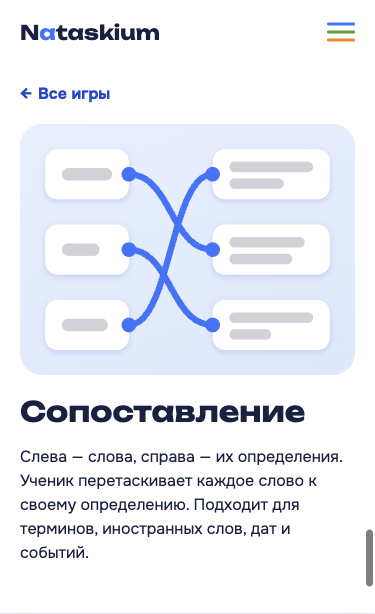 Nataskium
← Все игры
Сопоставление
Слева — слова, справа — их определения.
Ученик перетаскивает каждое слово к
своему определению. Подходит для
терминов, иностранных слов, дат и
событий.